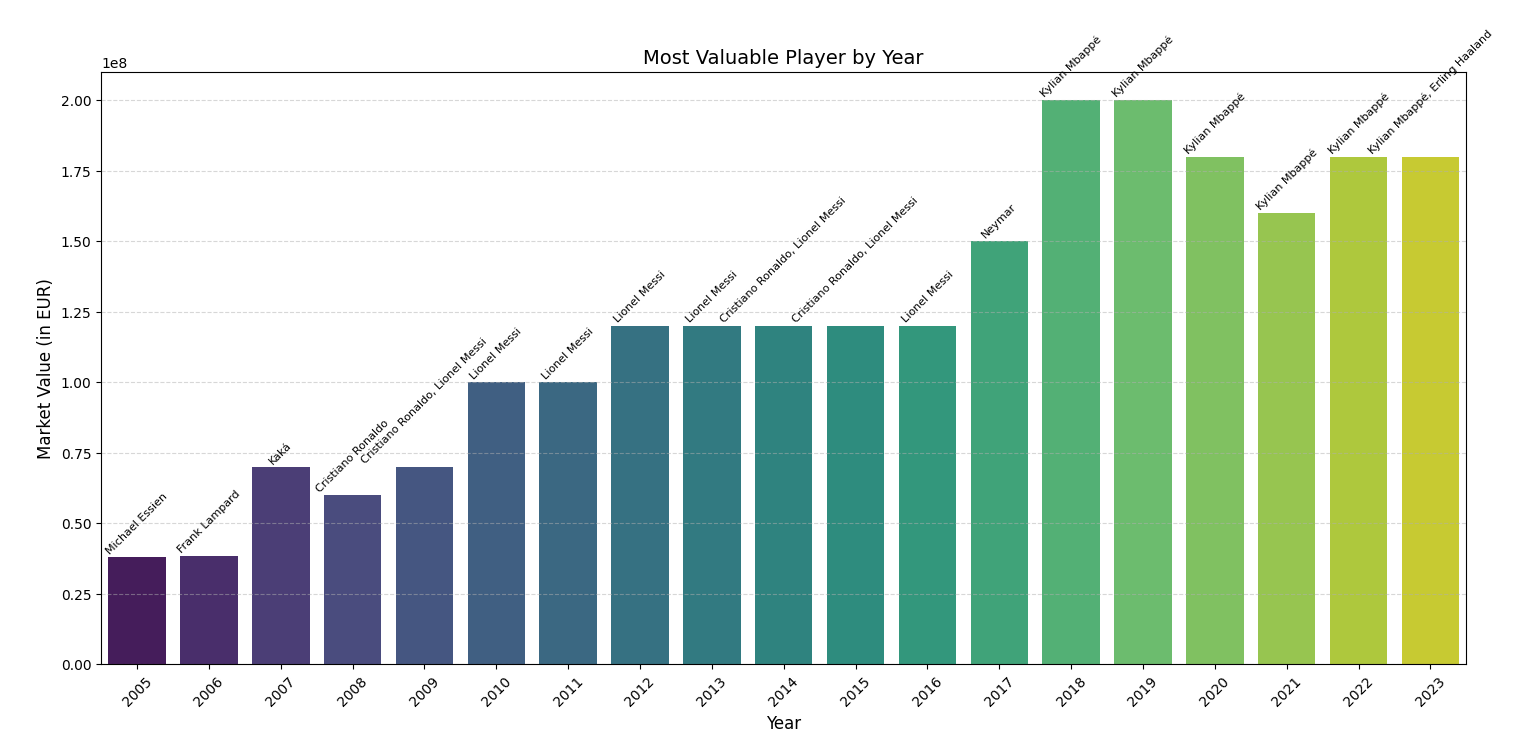 Most Valuable Player by Year
1e8
Market Value (in EUR)
2.00
1.75
1.50
1.25
1.00
0.75
0.50
0.25
0.00
Michael Essien
Frank Lampard
Kaká
Cristiano Ronaldo
Cristiano Ronaldo, Lionel Messi
Lionel Messi
Lionel Messi
Lionel Messi
Lionel Messi
Cristiano Ronaldo, Lionel Messi
Cristiano Ronaldo, Lionel Messi
Lionel Messi
Neymar
Kylian Mbappé
Kylian Mbappé
Kylian Mbappé
Kylian Mbappé
Kylian Mbappé
Kylian Mbappé, Erling Haaland
2005
2006
2007
2008
2009
2010
2011
2012
2013
2014
2015
2016
2017
2018
2019
2020
2021
2022
2023
Year